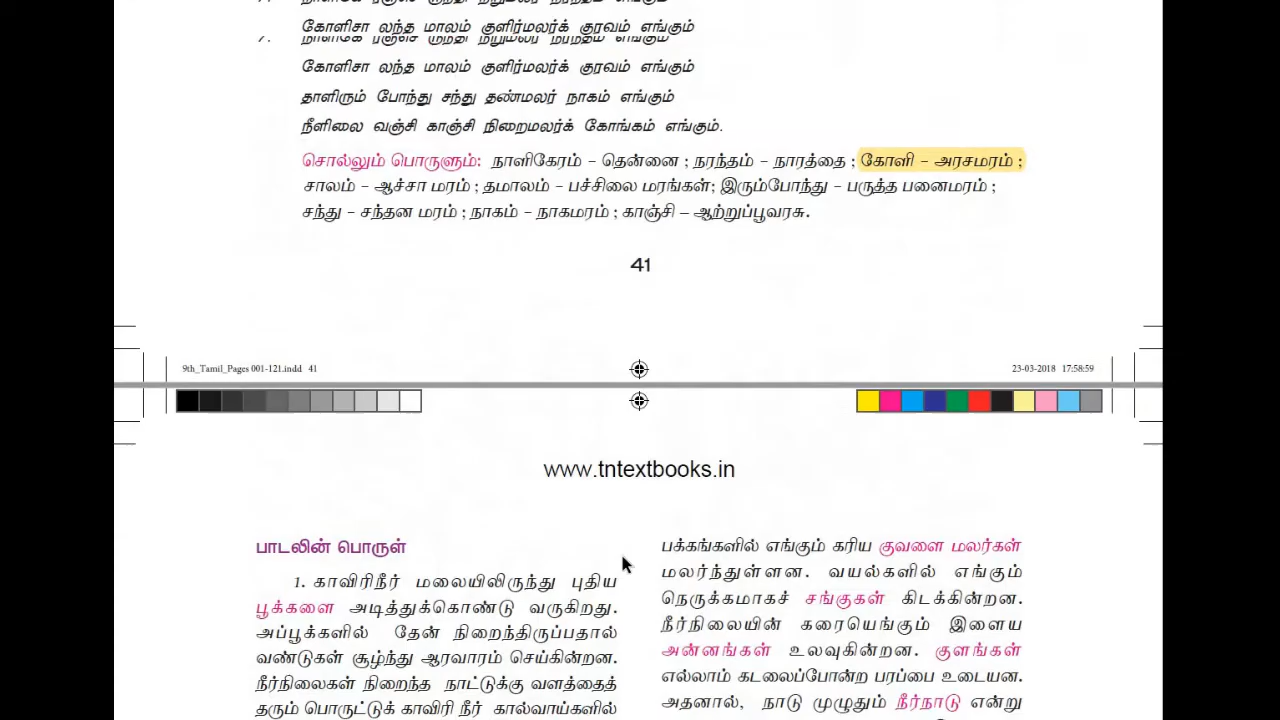 கோளிசா லந்த மாலம் குளிர்மலர்க் குரவம் எங்கும்
கோளிசா லந்த மாலம் குளிர்மலர்க் குரவம் எங்கும்
தாளிரும் போந்து சந்து தண்மலர் நாகம் எங்கும்
நீளிலை வஞ்சி காஞ்சி நிறைமலர்க் கோங்கம் எங்கும்.
சொல்லும் பொருளும்: நாளிகேரம் – தென்னை ; நரந்தம் – நாரத்தை ; கோளி – அரசமரம் ;
சாலம் – ஆச்சா மரம் ; தமாலம் – பச்சிலை மரங்கள்; இரும்போந்து – பருத்த பனைமரம் ;
சந்து – சந்தன மரம் ; நாகம் – நாகமரம் ; காஞ்சி – ஆற்றுப்பூவரசு.
41
9th_Tamil_Pages 001-121.indd 41
23-03-2018 17:58:59
www.tntextbooks.in
பாடலின் பொருள்
1. காவிரிநீர் மலையிலிருந்து புதிய
பூக்களை அடித்துக்கொண்டு வருகிறது.
அப்பூக்களில் தேன் நிறைந்திருப்பதால்
வண்டுகள் சூழ்ந்து ஆரவாரம் செய்கின்றன.
நீர்நிலைகள் நிறைந்த நாட்டுக்கு வளத்தைத்
தரும் பொருட்டுக் காவிரி நீர் கால்வாய்களில்
பக்கங்களில் எங்கும் கரிய குவளை மலர்கள்
மலர்ந்துள்ளன. வயல்களில் எங்கும்
நெருக்கமாகச் சங்குகள் கிடக்கின்றன.
நீர்நிலையின் கரையெங்கும் இளைய
அன்னங்கள் உலவுகின்றன. குளங்கள்
எல்லாம் கடலைப்போன்ற பரப்பை உடையன.
அதனால், நாடு முழுதும் நீர்நாடு என்று